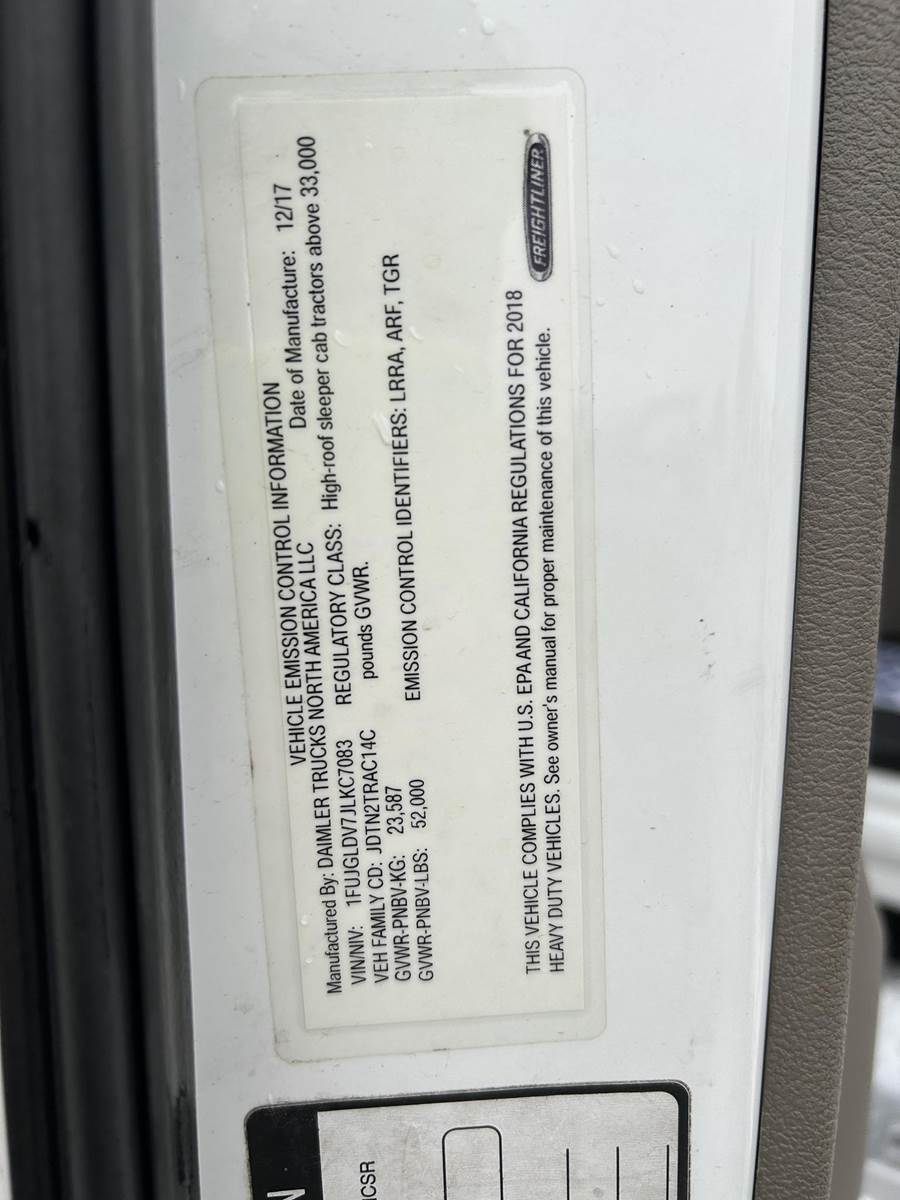 VEHICLE EMISSION CONTROL INFORMATION
Manufactured By: DAIMLER TRUCKS NORTH AMERICA LLC Date of Manufacture: 12/17
VIN/NIV: 1FUJGLDV7JLKC7083 REGULATORY CLASS: High-roof sleeper cab tractors above 33,000
VEH FAMILY CD: JDTN2TRAC14C pounds GVWR.
GVWR-PNBV-KG: 23,587
GVWR-PNBV-LBS: 52,000 EMISSION CONTROL IDENTIFIERS: LRRA, ARF, TGR
THIS VEHICLE COMPLIES WITH U.S. EPA AND CALIFORNIA REGULATIONS FOR 2018
HEAVY DUTY VEHICLES. See owner's manual for proper maintenance of this vehicle.
FREIGHTLINER